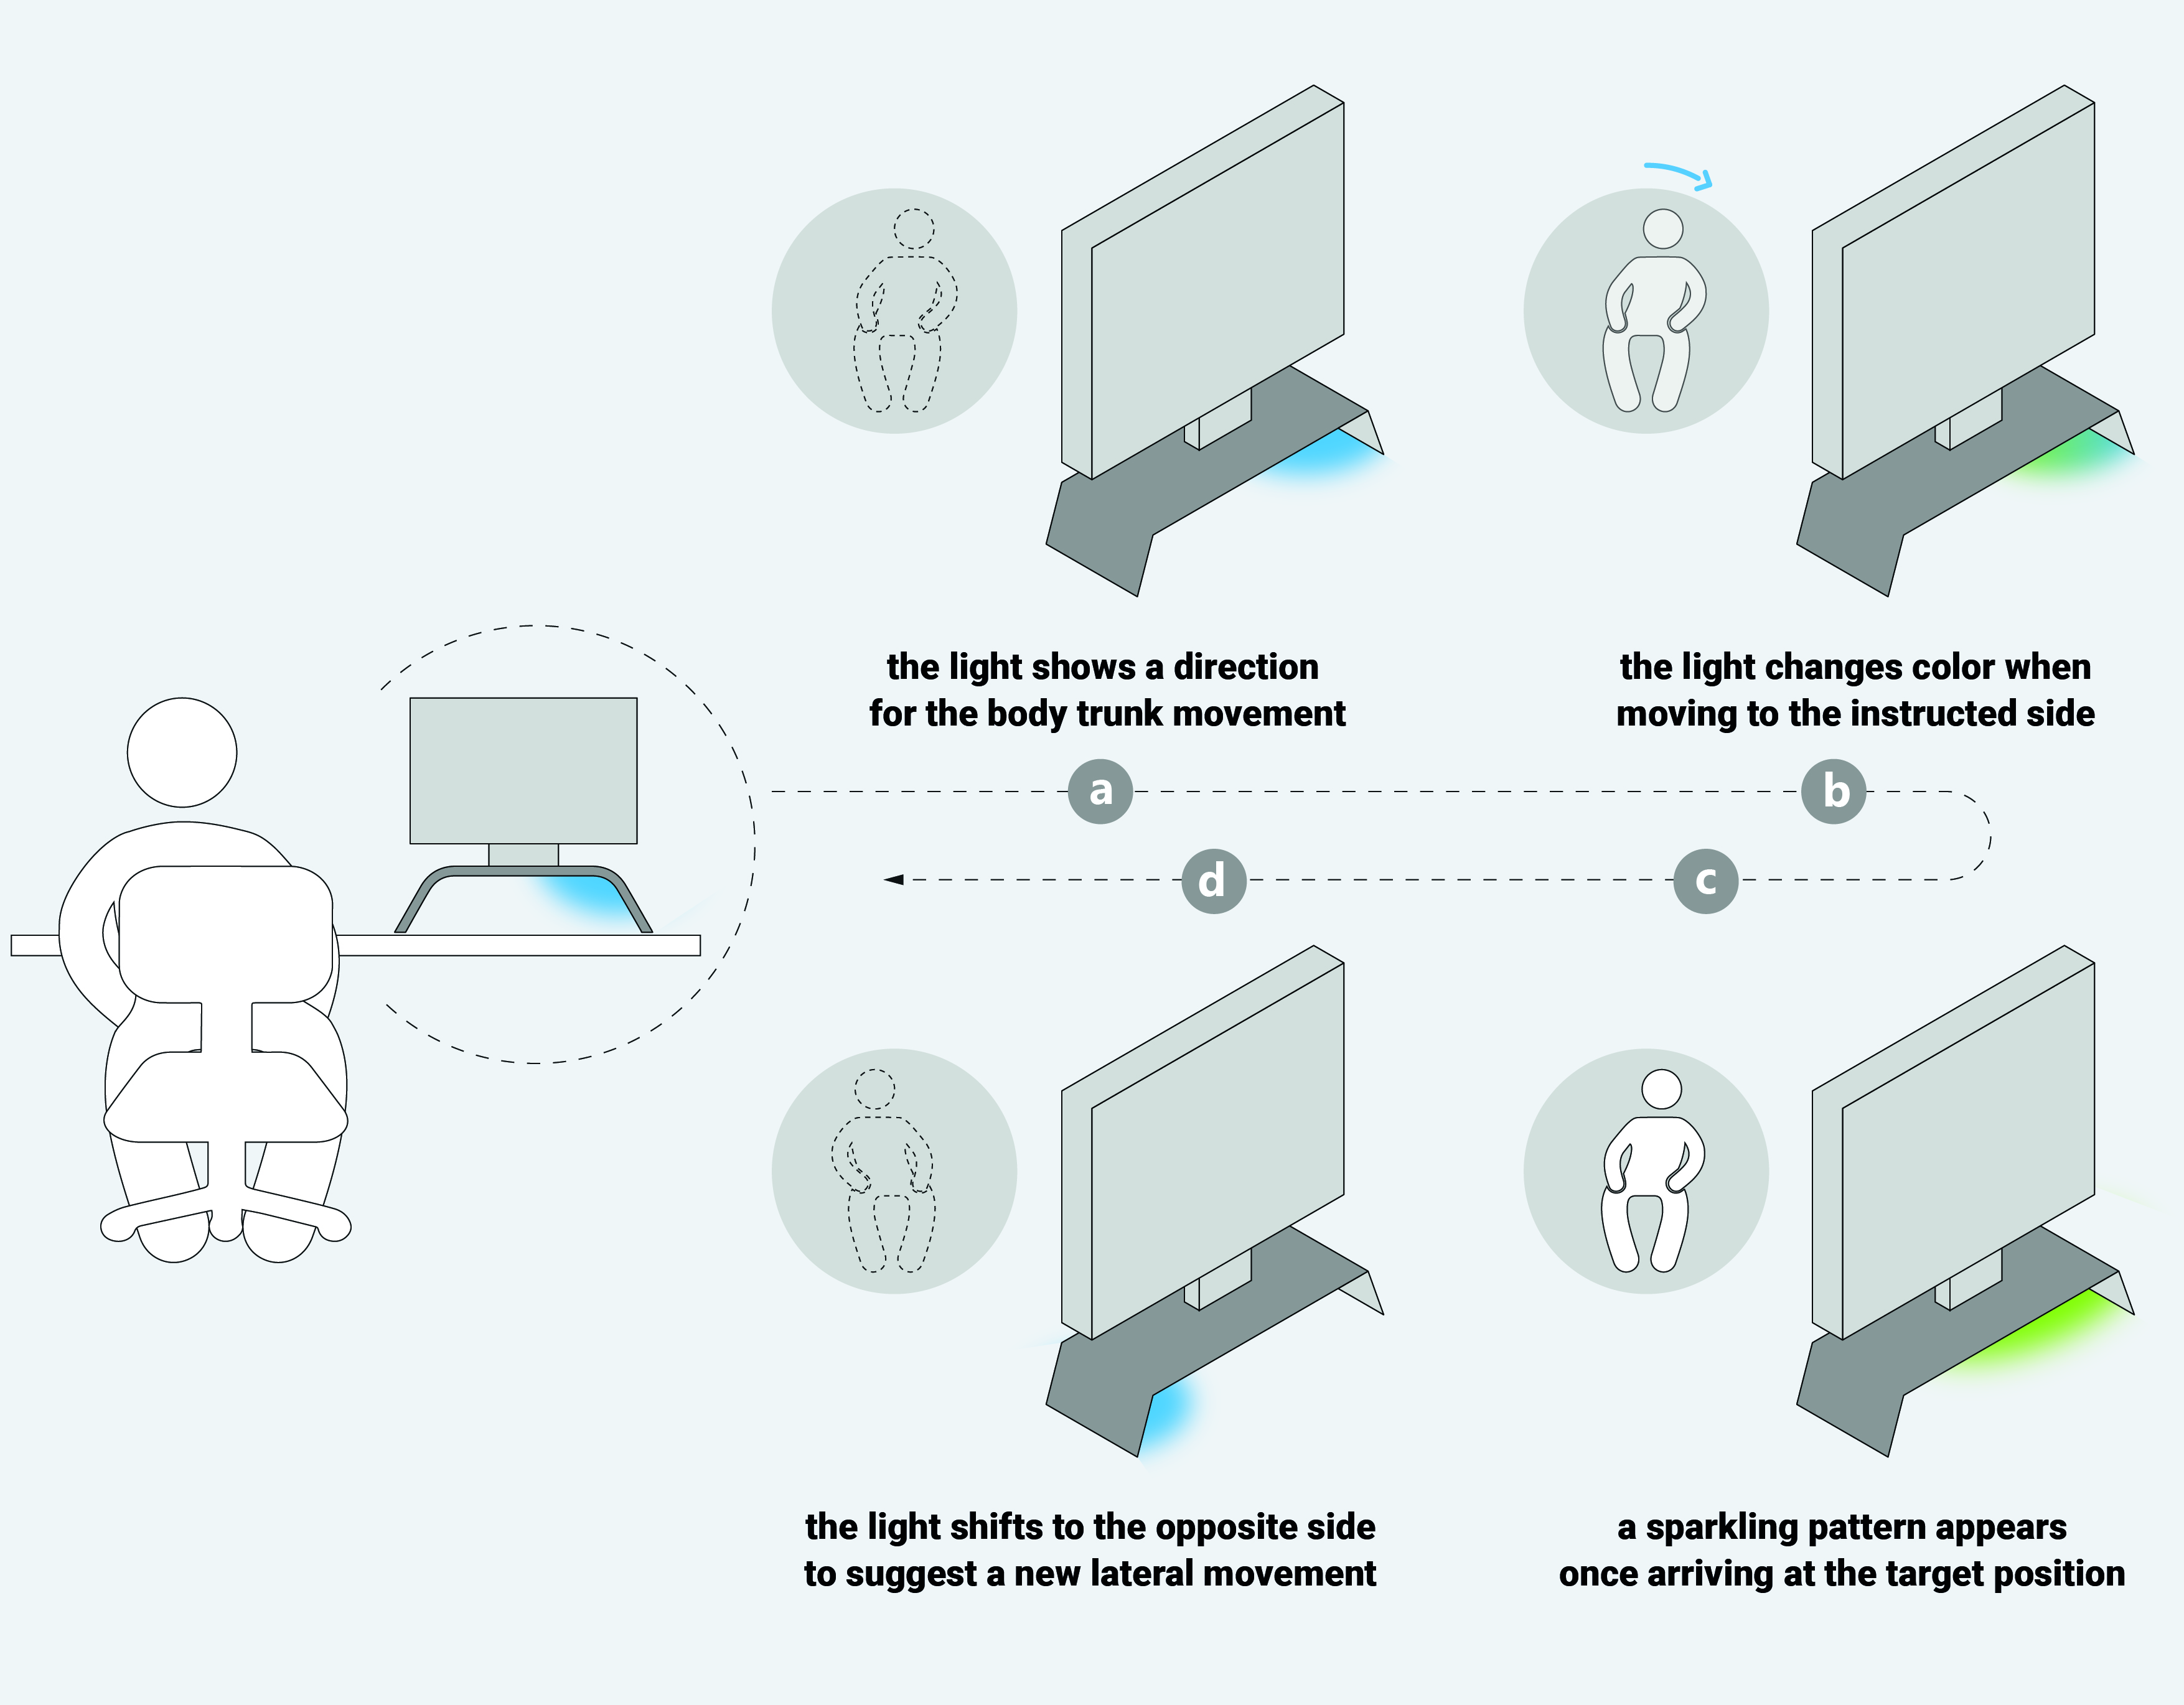 the light shows a direction
for the body trunk movement
the light changes color when
moving to the instructed side
a
b
d
c
the light shifts to the opposite side
to suggest a new lateral movement
a sparkling pattern appears
once arriving at the target position